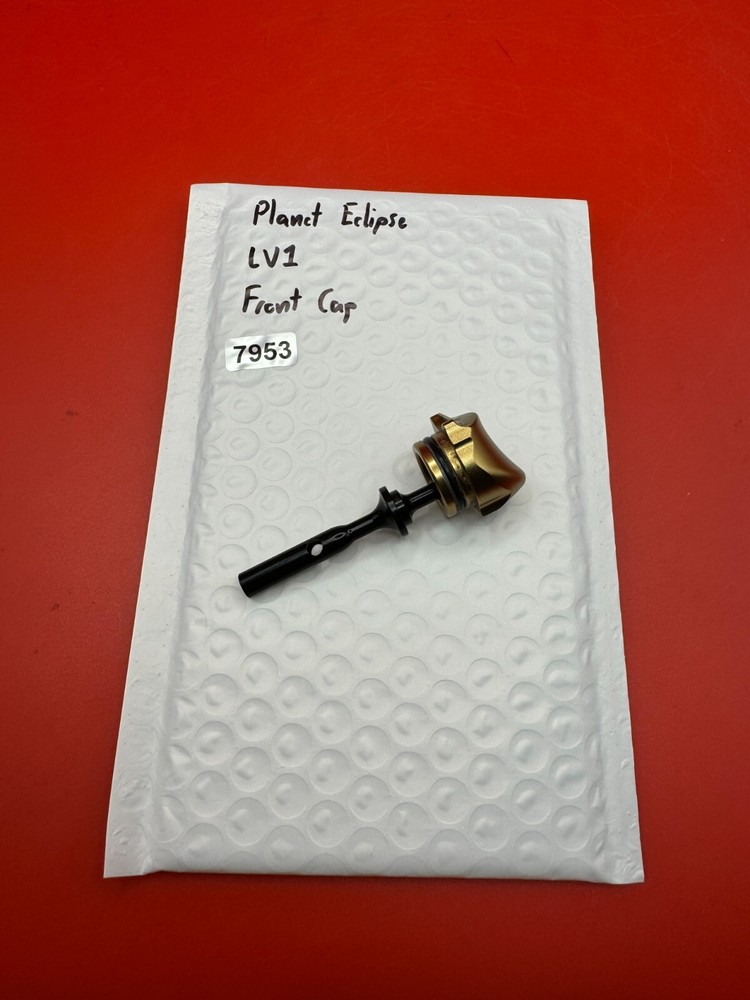 Planet Eclipse
LV1
Front Cap
7953